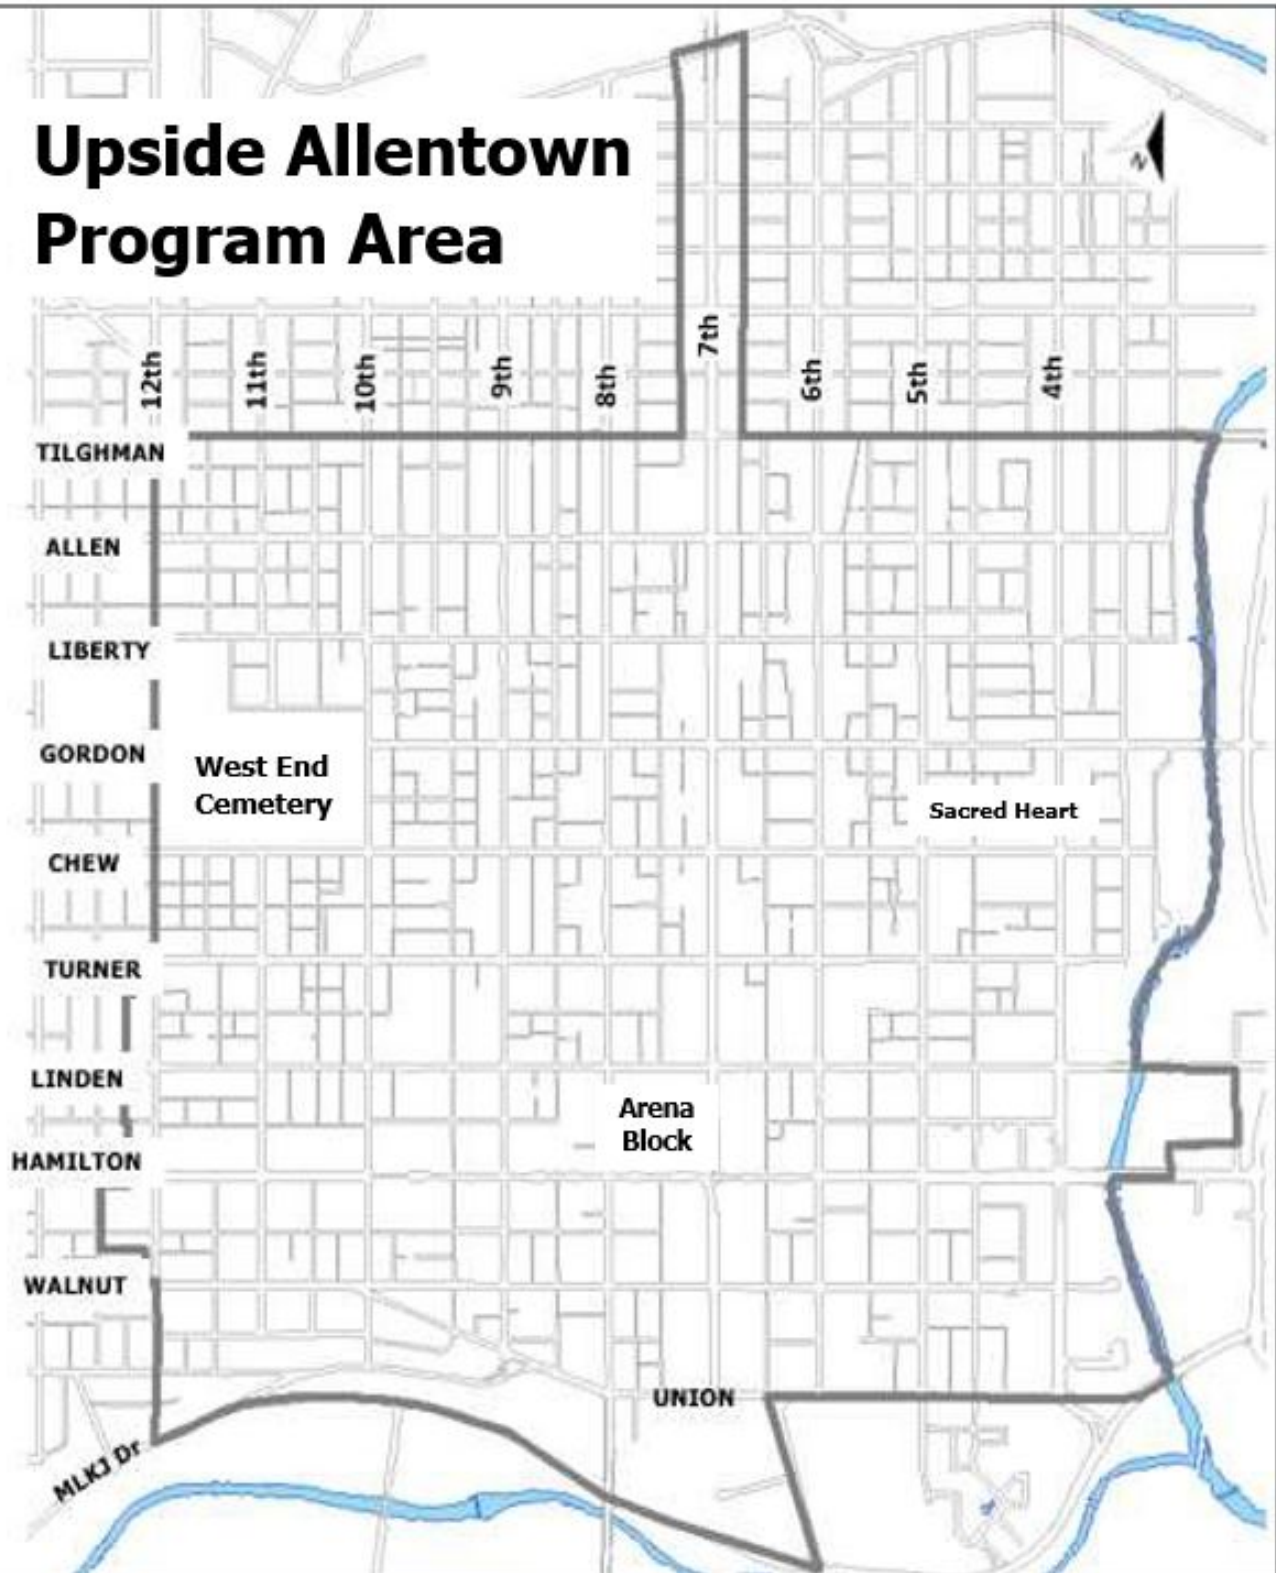 Upside Allentown
Program Area
N
12th
11th
10th
9th
8th
7th
6th
5th
4th
TILGHMAN
ALLEN
LIBERTY
GORDON
West End
Cemetery
Sacred Heart
CHEW
TURNER
LINDEN
Arena
Block
HAMILTON
WALNUT
UNION
MLKJ Dr